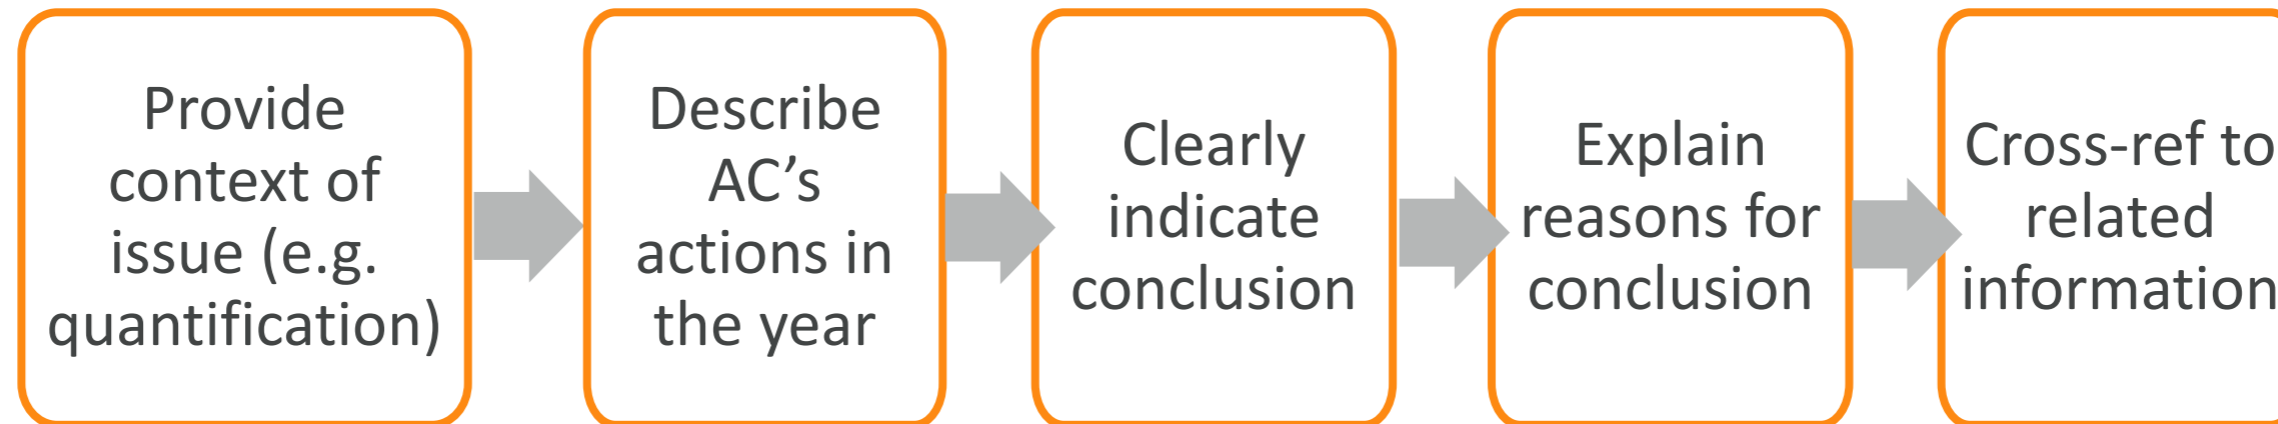 Provide
context of
issue (e.g.
quantification)
Describe
AC’s
actions in
the year
Clearly
indicate
conclusion
Explain
reasons for
conclusion
Cross-ref to
related
information